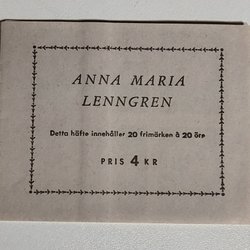 ANNA MARIA
LENNGREN
Detta häfte innehåller 20 frimärken à 20 öre
PRIS 4 KR